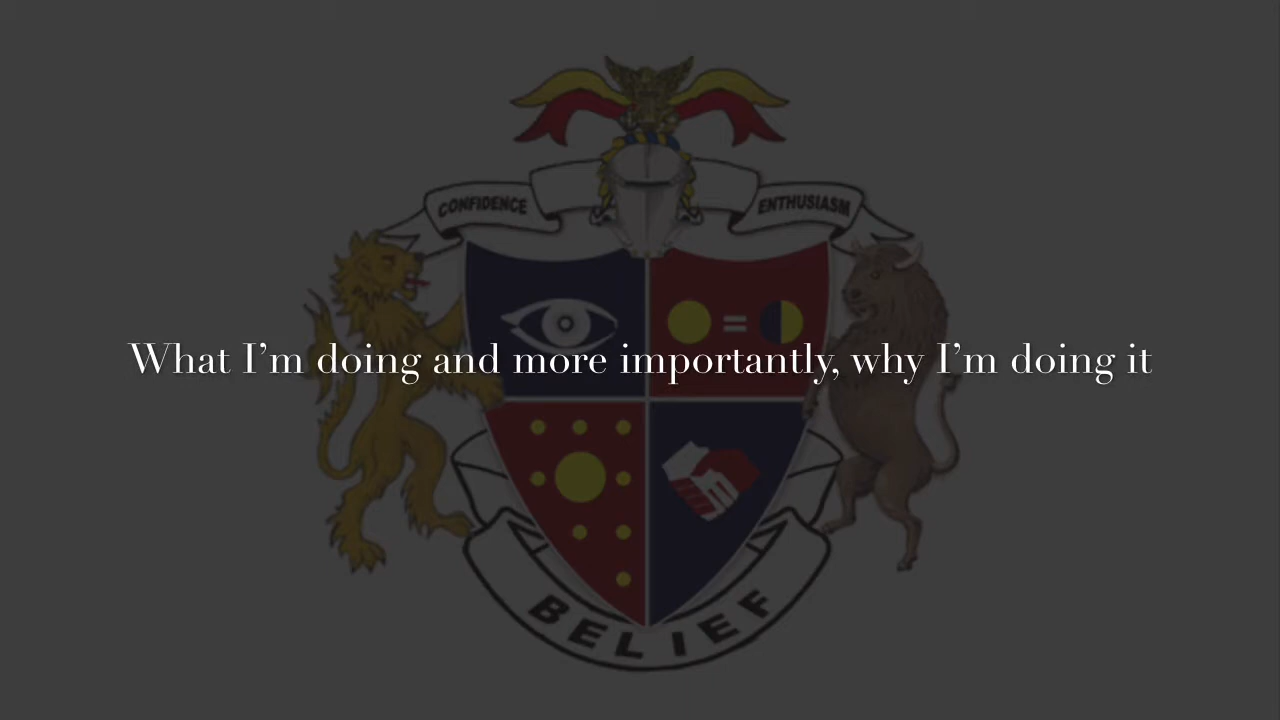 CONFIDENCE
ENTHUSIASM
What I’m doing and more importantly, why I’m doing it
BELIEF